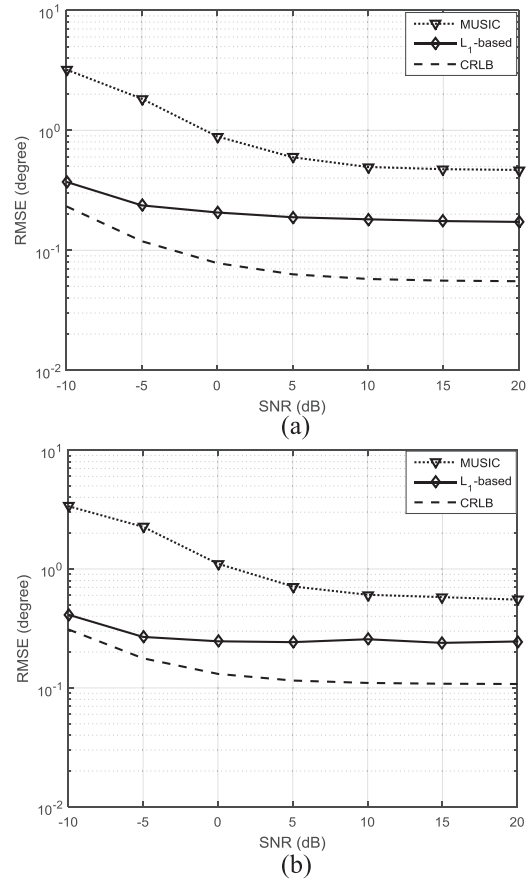 10^1
MUSIC
L_1-based
CRLB
10^0
RMSE (degree)
10^-1
10^-2
-10 -5 0 5 10 15 20
SNR (dB)
(a)
10^1
MUSIC
L_1-based
CRLB
10^0
RMSE (degree)
10^-1
10^-2
-10 -5 0 5 10 15 20
SNR (dB)
(b)